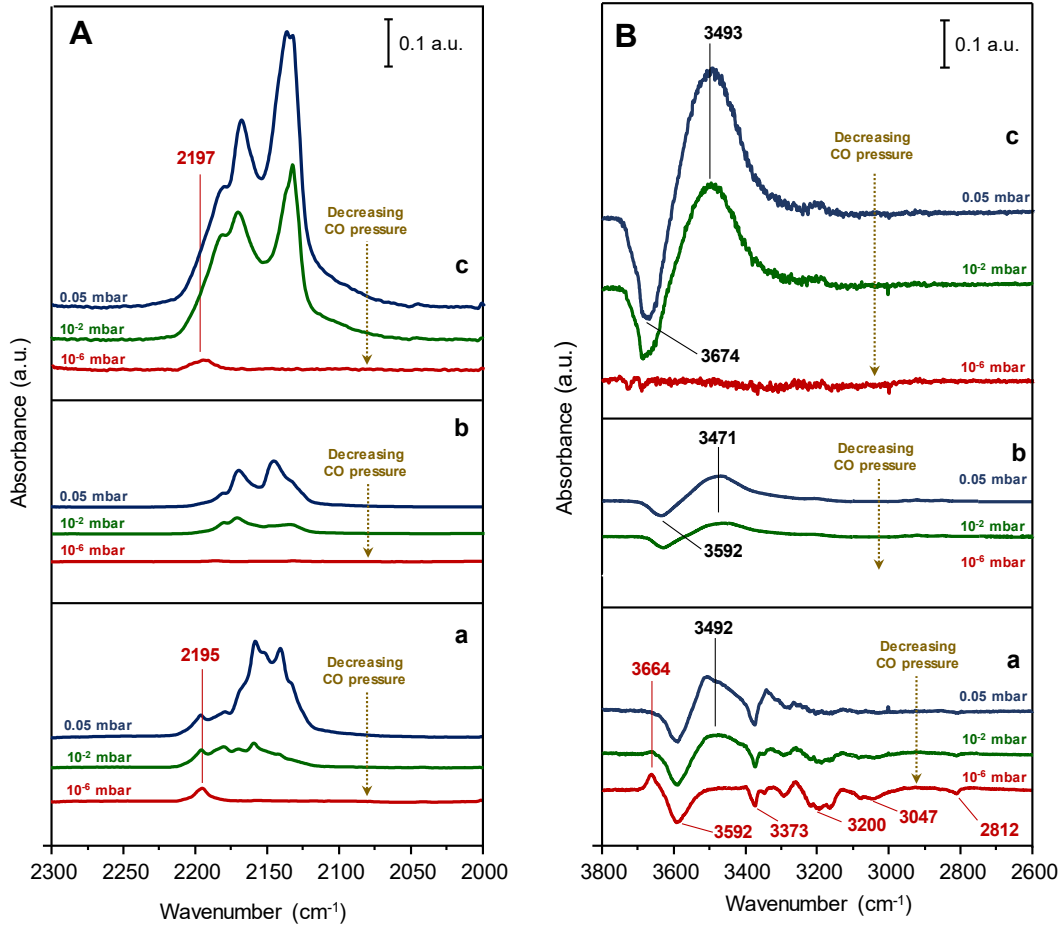 A
0.1 a.u.
2197
Decreasing
CO pressure
c
0.05 mbar
10⁻² mbar
10⁻⁶ mbar
b
Decreasing
CO pressure
0.05 mbar
10⁻² mbar
10⁻⁶ mbar
a
2195
Decreasing
CO pressure
0.05 mbar
10⁻² mbar
10⁻⁶ mbar
Absorbance (a.u.)
2300 2250 2200 2150 2100 2050 2000
Wavenumber (cm⁻¹)
B
3493
0.1 a.u.
c
Decreasing
CO pressure
0.05 mbar
10⁻² mbar
3674
10⁻⁶ mbar
3471
b
Decreasing
CO pressure
0.05 mbar
10⁻² mbar
3592
10⁻⁶ mbar
3492
a
3664
Decreasing
CO pressure
0.05 mbar
10⁻² mbar
10⁻⁶ mbar
3592
3373
3200
3047
2812
Absorbance (a.u.)
3800 3600 3400 3200 3000 2800 2600
Wavenumber (cm⁻¹)